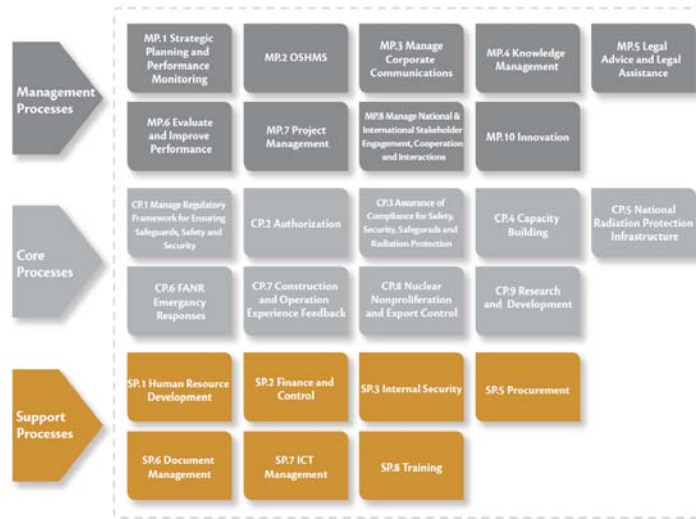 Management
Processes
MP.1 Strategic
Planning and
Performance
Monitoring
MP.2 OSHMS
MP.3 Manage
Corporate
Communications
MP.4 Knowledge
Management
MP.5 Legal
Advice and Legal
Assistance
MP.6 Evaluate
and Improve
Performance
MP.7 Project
Management
MP.8 Manage National &
International Stakeholder
Engagement, Cooperation
and Interactions
MP.10 Innovation
Core
Processes
CP.1 Manage Regulatory
Framework for Ensuring
Safeguards, Safety and
Security
CP.2 Authorization
CP.3 Assurance of
Compliance for Safety,
Security, Safegurads and
Radiation Protection
CP.4 Capacity
Building
CP.5 National
Radiation Protection
Infrastructure
CP.6 FANR
Emergancy
Responses
CP.7 Construction
and Operation
Experience Feedback
CP.8 Nuclear
Nonproliferation
and Export Control
CP.9 Research
and Development
Support
Processes
SP.1 Human Resource
Development
SP.2 Finance and
Control
SP.3 Internal Security
SP.5 Procurement
SP.6 Document
Management
SP.7 ICT
Management
SP.8 Training